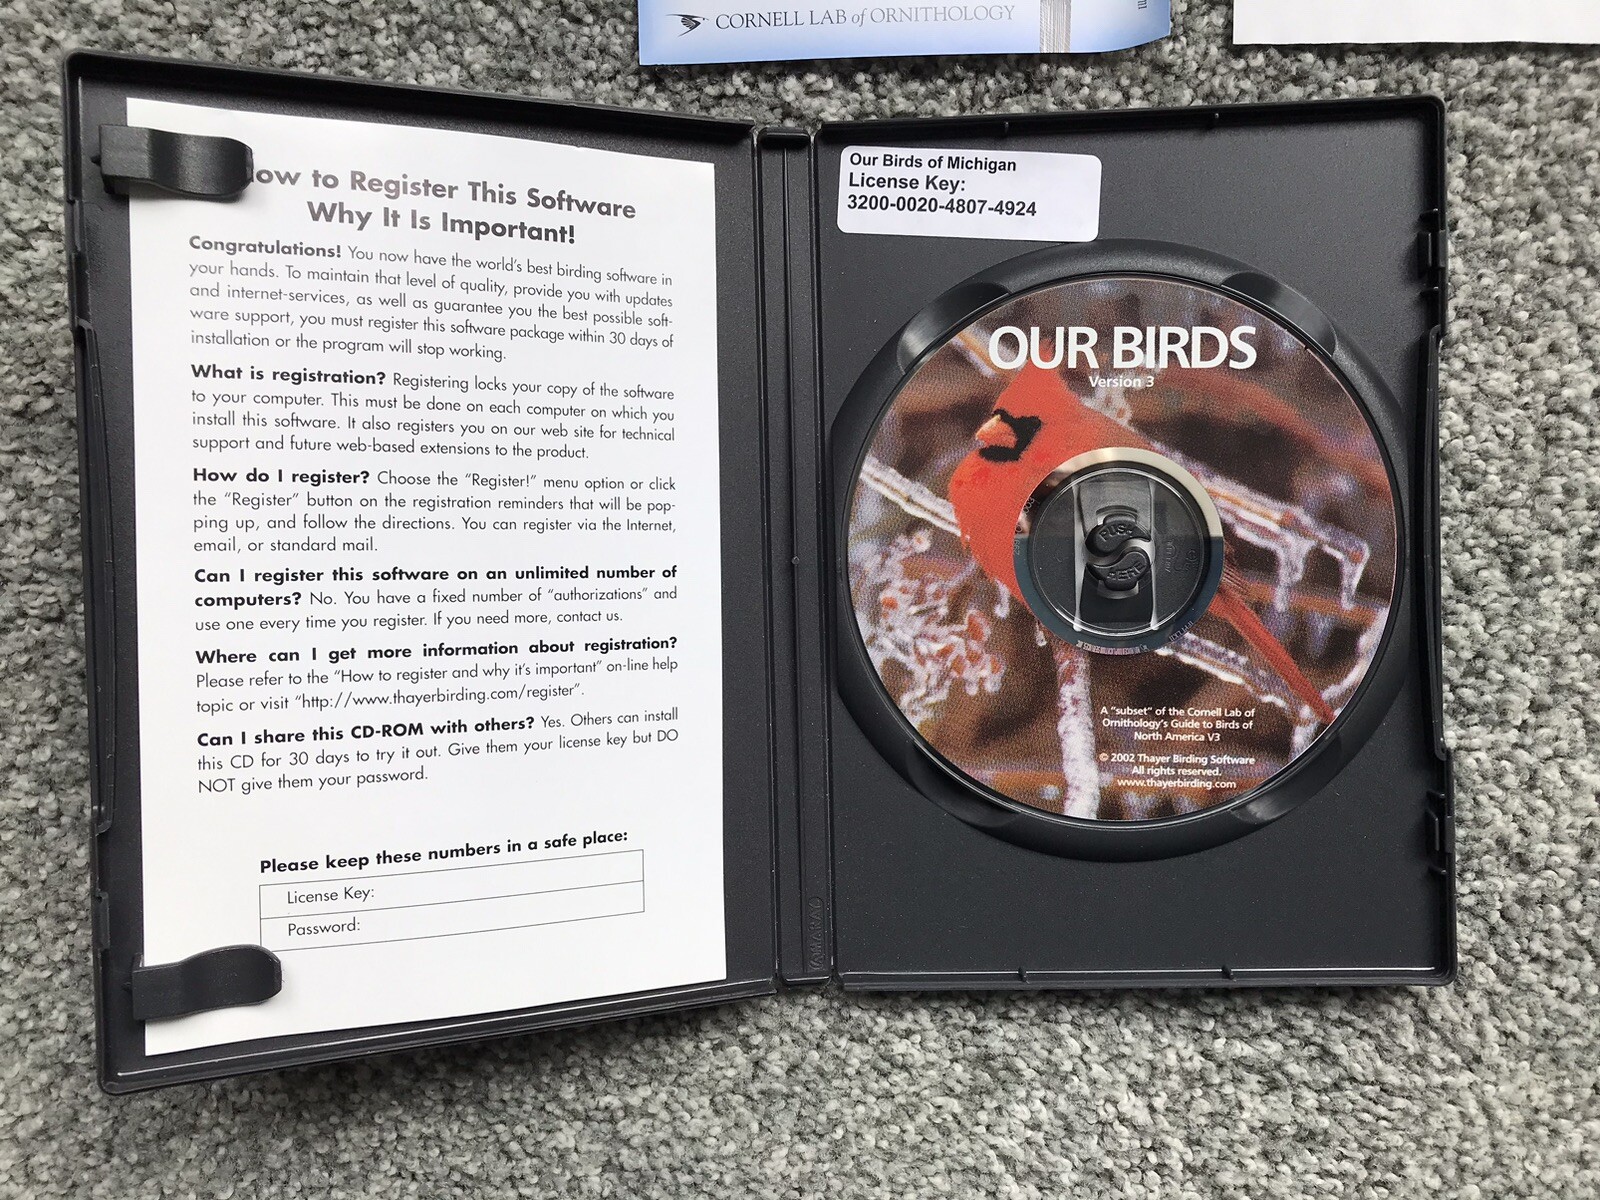 CORNELL LAB of ORNITHOLOGY
ow to Register This Software
Why It Is Important!
Congratulations! You now have the world's best birding software in
your hands. To maintain that level of quality, provide you with updates
and internet-services, as well as guarantee you the best possible soft-
ware support, you must register this software package within 30 days of
installation or the program will stop working.
What is registration? Registering locks your copy of the software
to your computer. This must be done on each computer on which you
install this software. It also registers you on our web site for technical
support and future web-based extensions to the product.
How do I register? Choose the "Register!" menu option or click
the "Register" button on the registration reminders that will be pop-
ping up, and follow the directions. You can register via the Internet,
email, or standard mail.
Can I register this software on an unlimited number of
computers? No. You have a fixed number of "authorizations" and
use one every time you register. If you need more, contact us.
Where can I get more information about registration?
Please refer to the "How to register and why it's important" on-line help
topic or visit "http://www.thayerbirding.com/register".
Can I share this CD-ROM with others? Yes. Others can install
this CD for 30 days to try it out. Give them your license key but DO
NOT give them your password.
Please keep these numbers in a safe place:
License Key:
Password:
AMARAY
Our Birds of Michigan
License Key:
3200-0020-4807-4924
OUR BIRDS
Version 3
PUSH
HERE
A "subset" of the Cornell Lab of
Ornithology's Guide to Birds of
North America V3
© 2002 Thayer Birding Software
All rights reserved.
www.thayerbirding.com